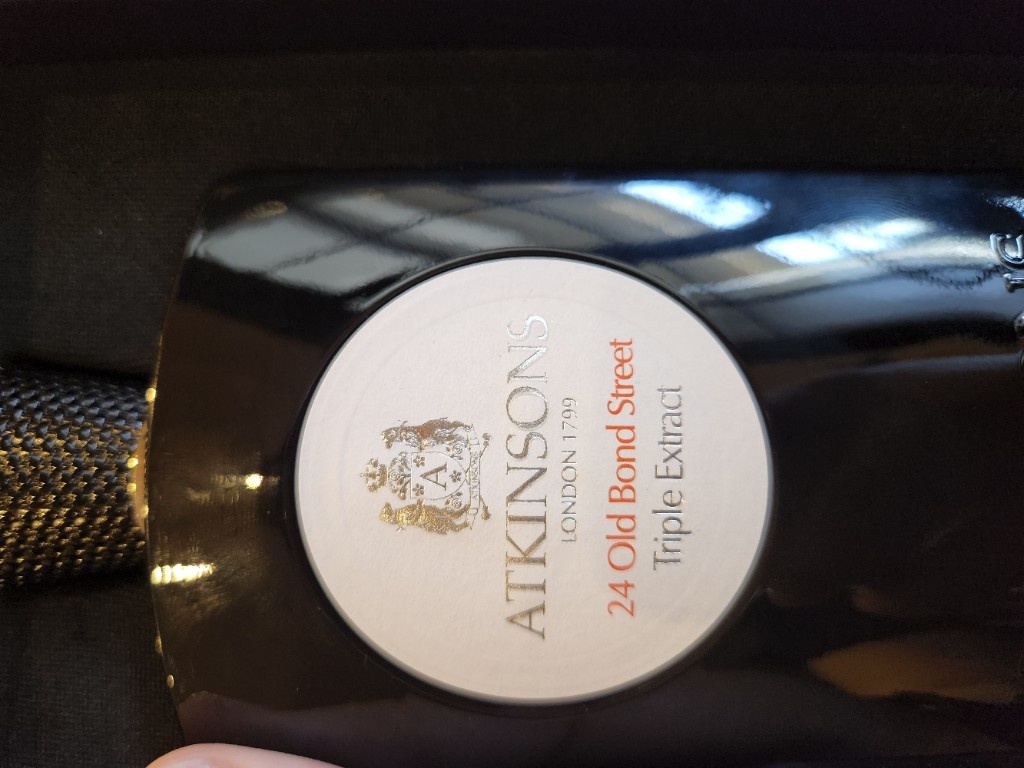 A
ATKINSONS
LONDON 1799
24 Old Bond Street
Triple Extract